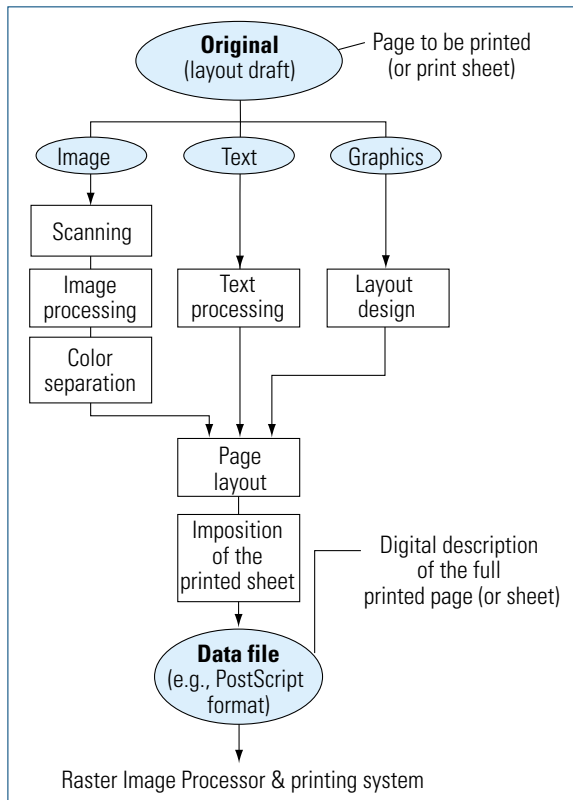 Original
(layout draft)
Page to be printed
(or print sheet)
Image
Text
Graphics
Scanning
Image
processing
Text
processing
Layout
design
Color
separation
Page
layout
Imposition
of the
printed sheet
Digital description
of the full
printed page (or sheet)
Data file
(e.g., PostScript
format)
Raster Image Processor & printing system